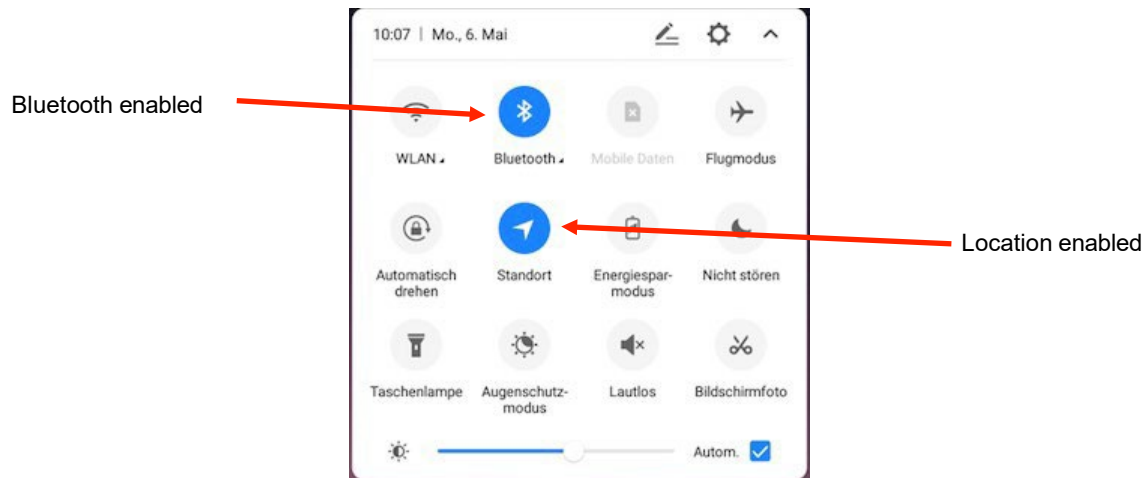 10:07 | Mo., 6. Mai
Bluetooth enabled
WLAN
Bluetooth
Mobile Daten
Flugmodus
Location enabled
Automatisch
drehen
Standort
Energiespar-
modus
Nicht stören
Taschenlampe
Augenschutz-
modus
Lautlos
Bildschirmfoto
Autom.